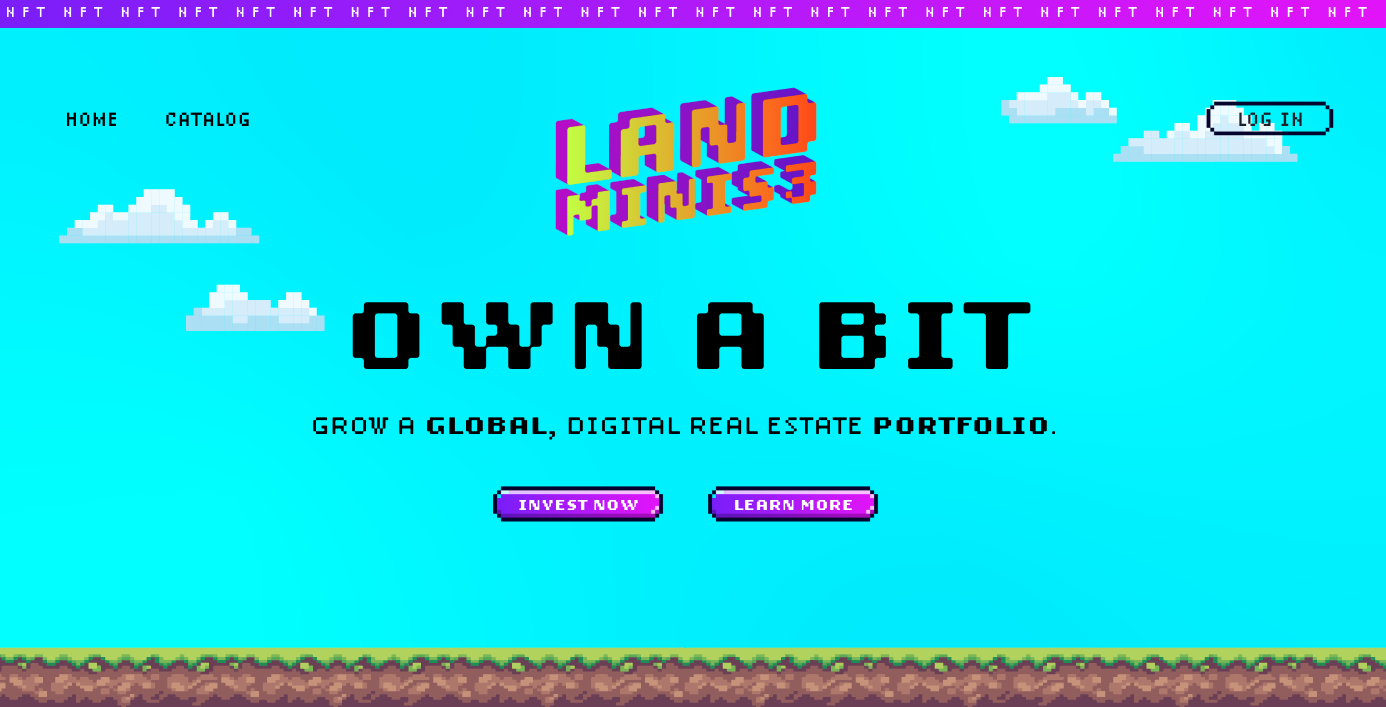 NFT NFT NFT NFT NFT NFT NFT NFT NFT NFT NFT NFT NFT NFT NFT NFT NFT NFT NFT NFT NFT NFT NFT NFT
HOME CATALOG
LAND
MINIS3
LOG IN
OWN A BIT
GROW A GLOBAL, DIGITAL REAL ESTATE PORTFOLIO.
INVEST NOW LEARN MORE